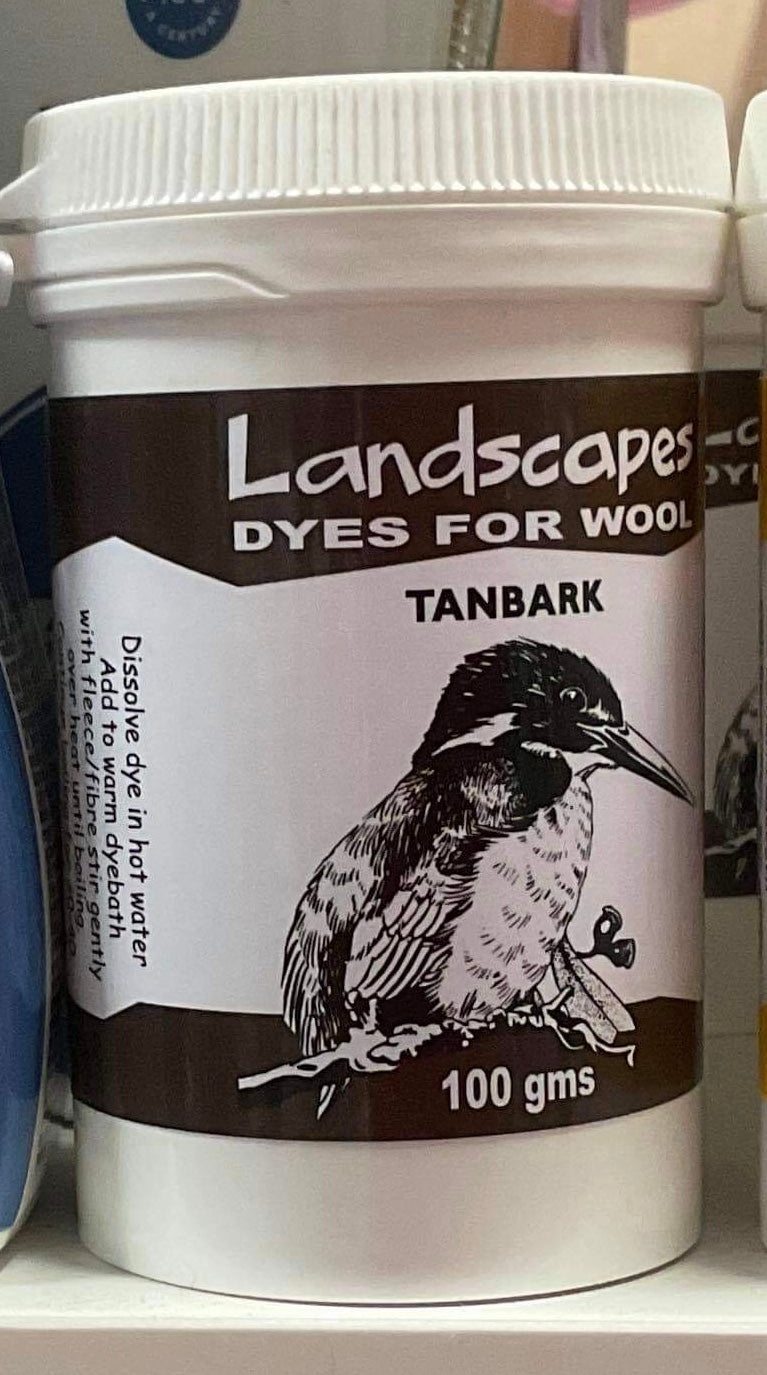 A CENTURY
Landscapes
DYES FOR WOOL
TANBARK
Dissolve dye in hot water
Add to warm dyebath
with fleece/fibre stir gently
over heat until boiling
100 gms